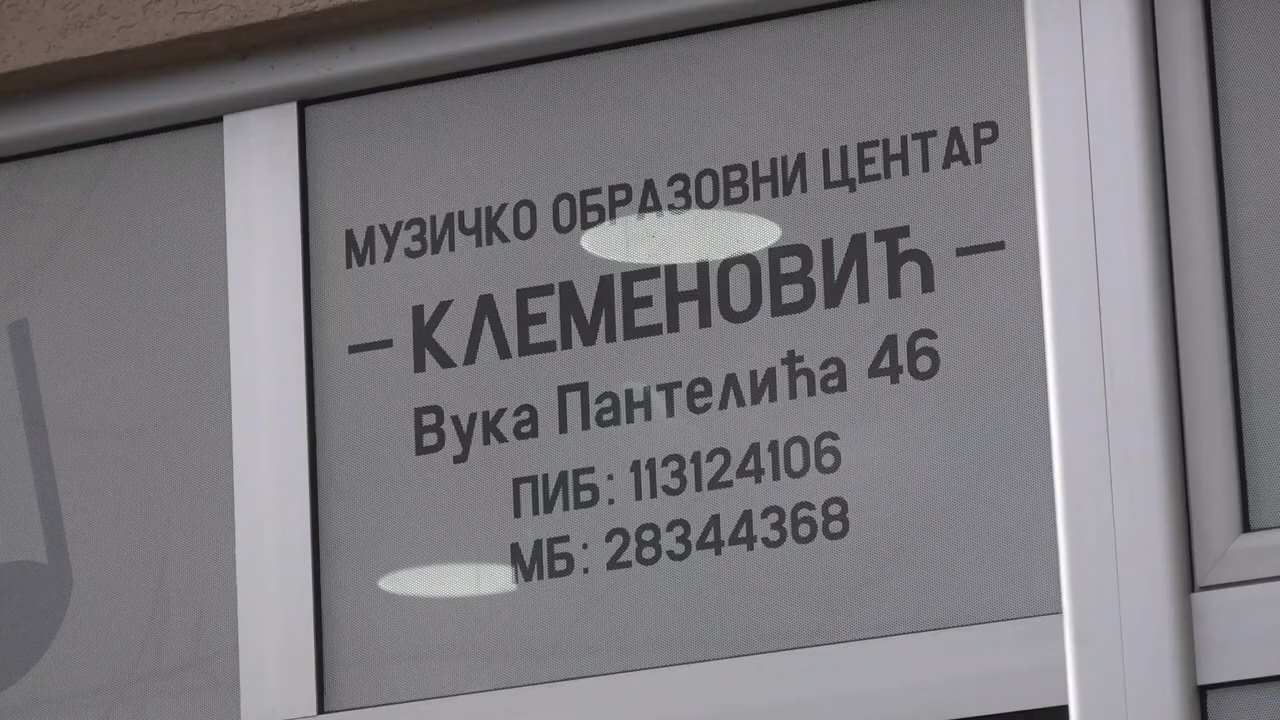 МУЗИЧКО ОБРАЗОВНИ ЦЕНТАР
– КЛЕМЕНОВИЋ –
Вука Пантелића 46
ПИБ: 113124106
МБ: 28344368